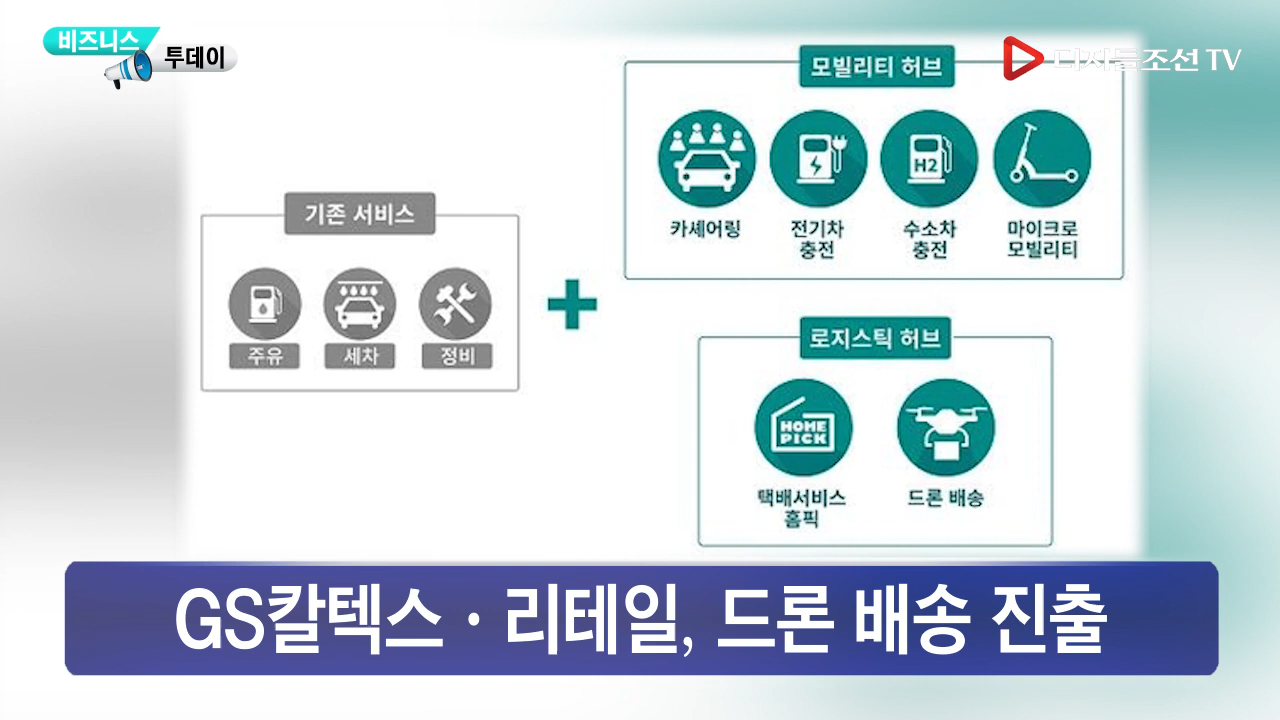 비즈니스
투데이
디지틀조선 TV
모빌리티 허브
카셰어링
전기차
충전
H2
수소차
충전
마이크로
모빌리티
기존 서비스
주유
세차
정비
로지스틱 허브
HOME
PICK
택배서비스
홈픽
드론 배송
GS칼텍스 · 리테일, 드론 배송 진출